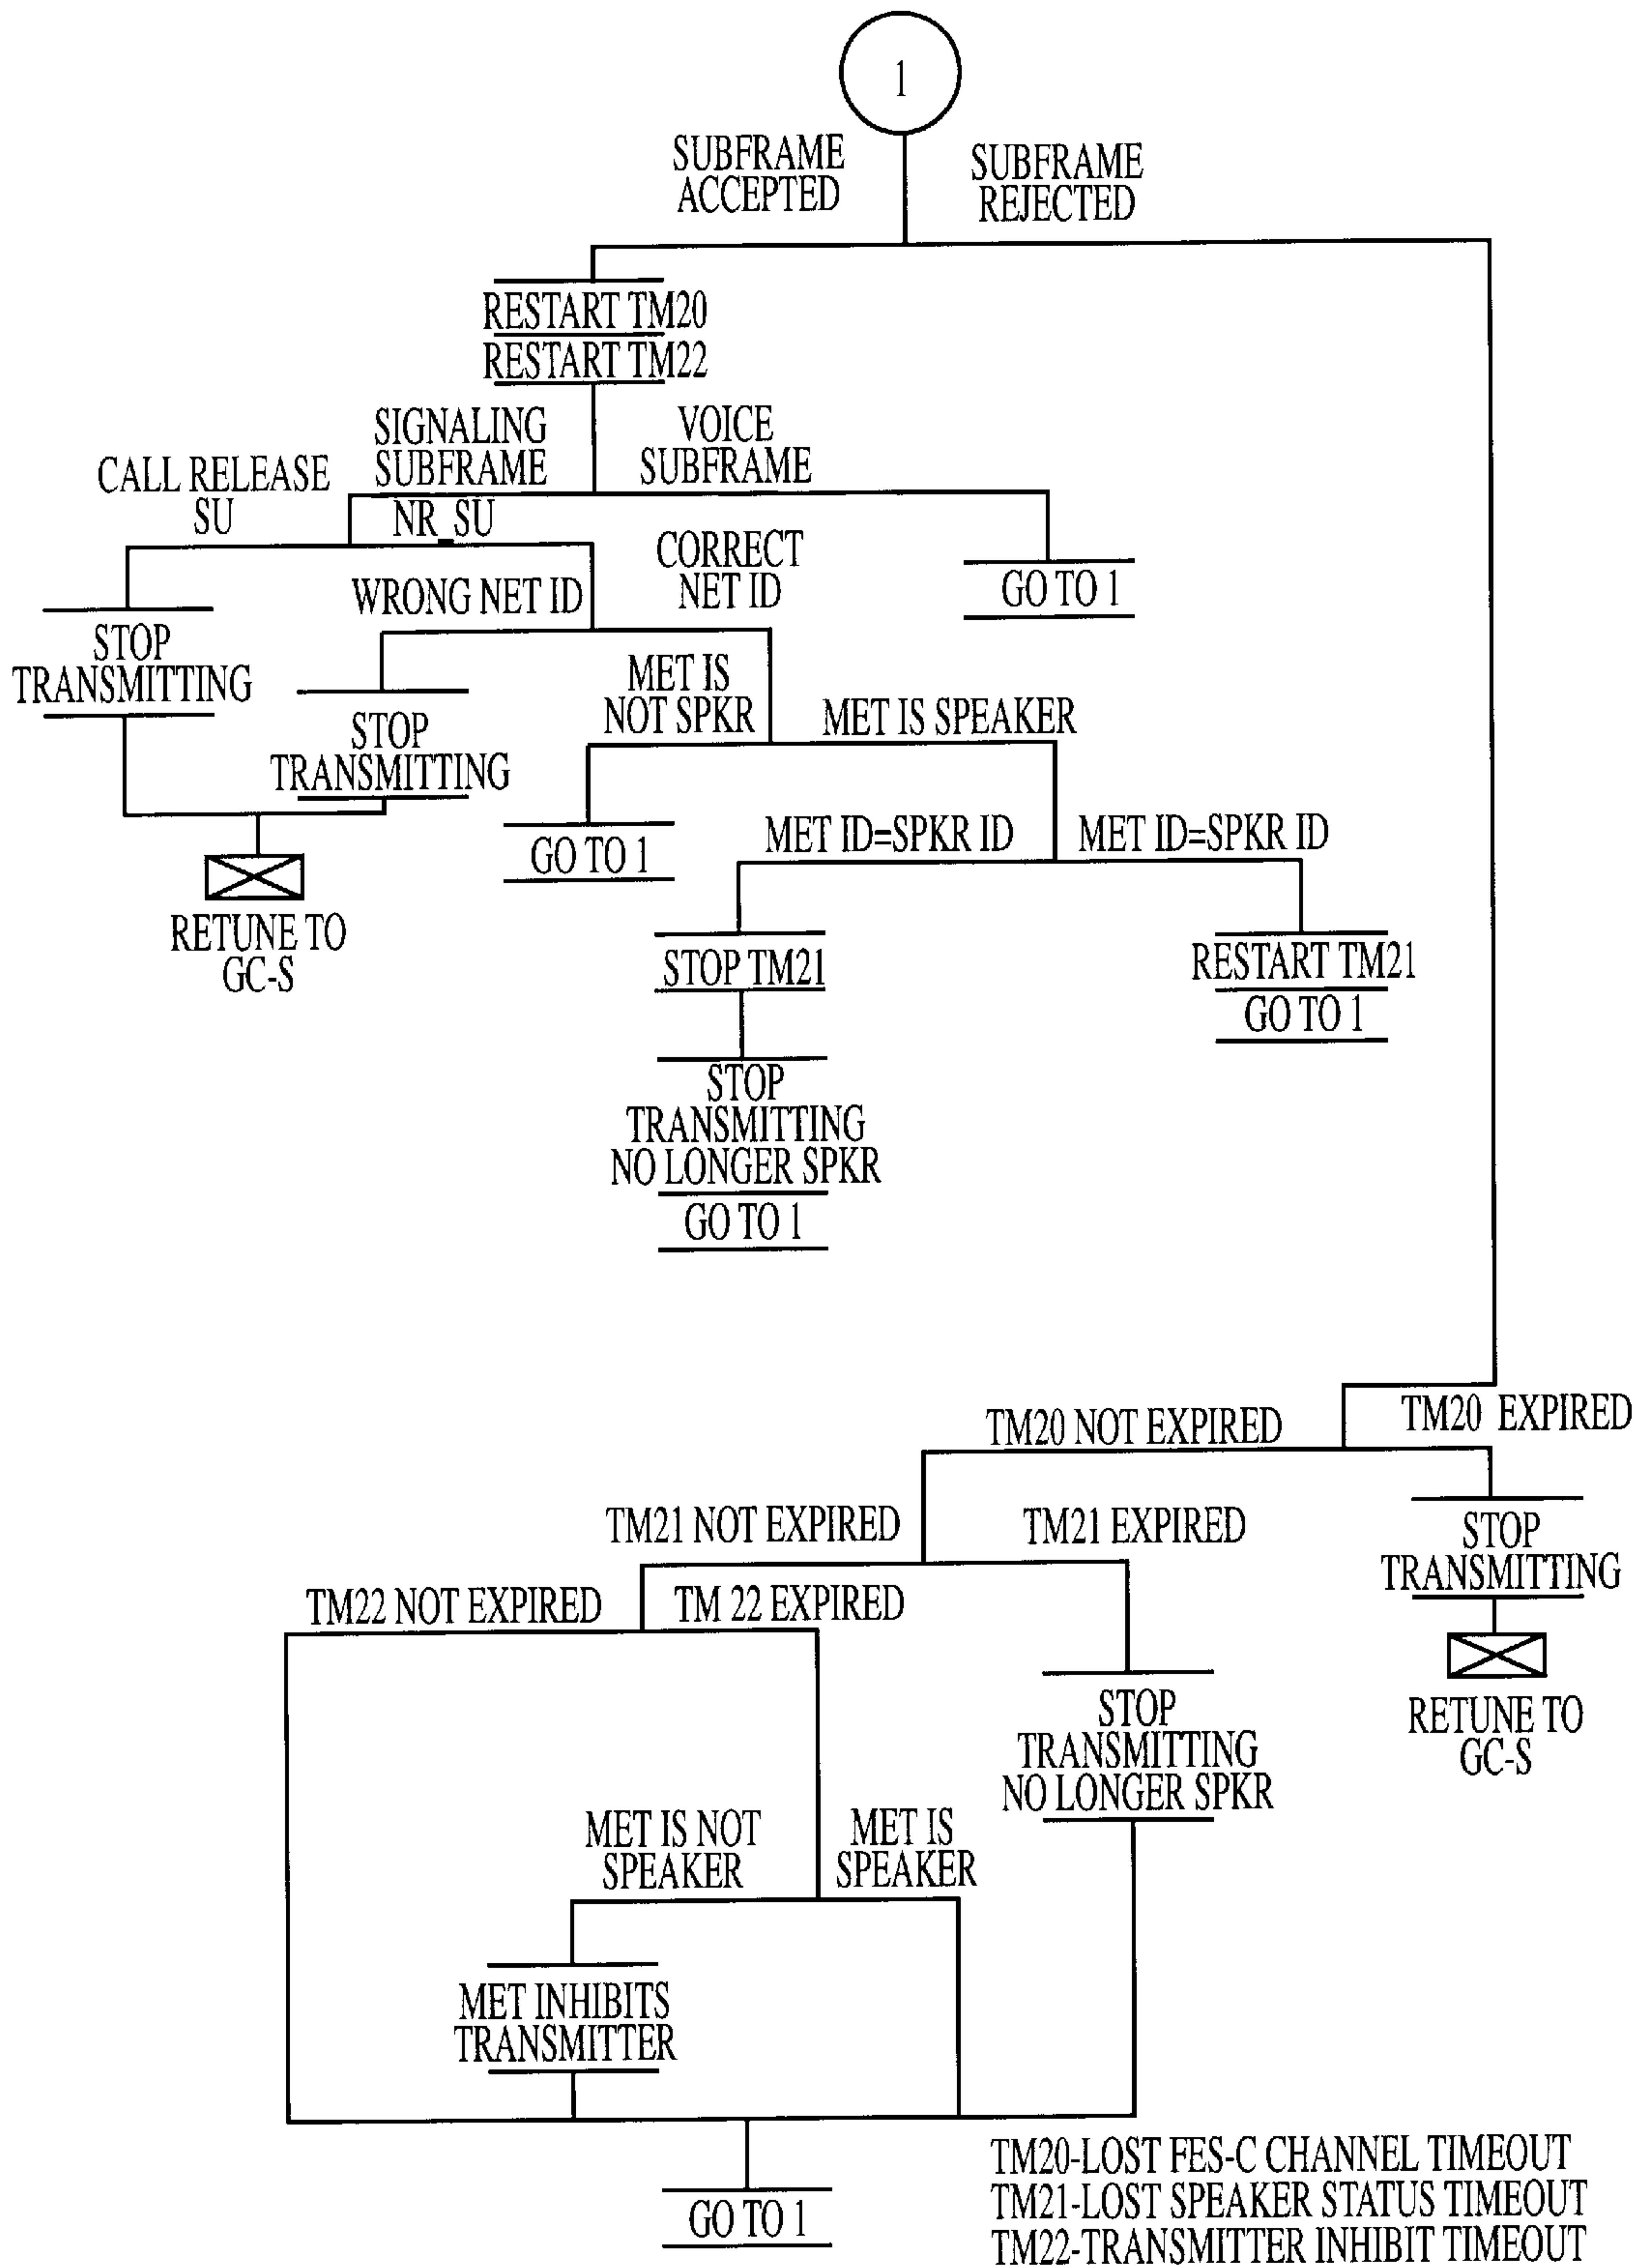 1
SUBFRAME
ACCEPTED
SUBFRAME
REJECTED
RESTART TM20
RESTART TM22
SIGNALING
SUBFRAME
VOICE
SUBFRAME
CALL RELEASE
SU
NR_SU
CORRECT
NET ID
WRONG NET ID
GO TO 1
STOP
TRANSMITTING
STOP
TRANSMITTING
MET IS
NOT SPKR
MET IS SPEAKER
GO TO 1
MET ID=SPKR ID
MET ID=SPKR ID
RETUNE TO
GC-S
STOP TM21
RESTART TM21
GO TO 1
STOP
TRANSMITTING
NO LONGER SPKR
GO TO 1
TM20 NOT EXPIRED
TM20 EXPIRED
TM21 NOT EXPIRED
TM21 EXPIRED
STOP
TRANSMITTING
TM22 NOT EXPIRED
TM 22 EXPIRED
STOP
TRANSMITTING
NO LONGER SPKR
RETUNE TO
GC-S
MET IS NOT
SPEAKER
MET IS
SPEAKER
MET INHIBITS
TRANSMITTER
GO TO 1
TM20-LOST FES-C CHANNEL TIMEOUT
TM21-LOST SPEAKER STATUS TIMEOUT
TM22-TRANSMITTER INHIBIT TIMEOUT